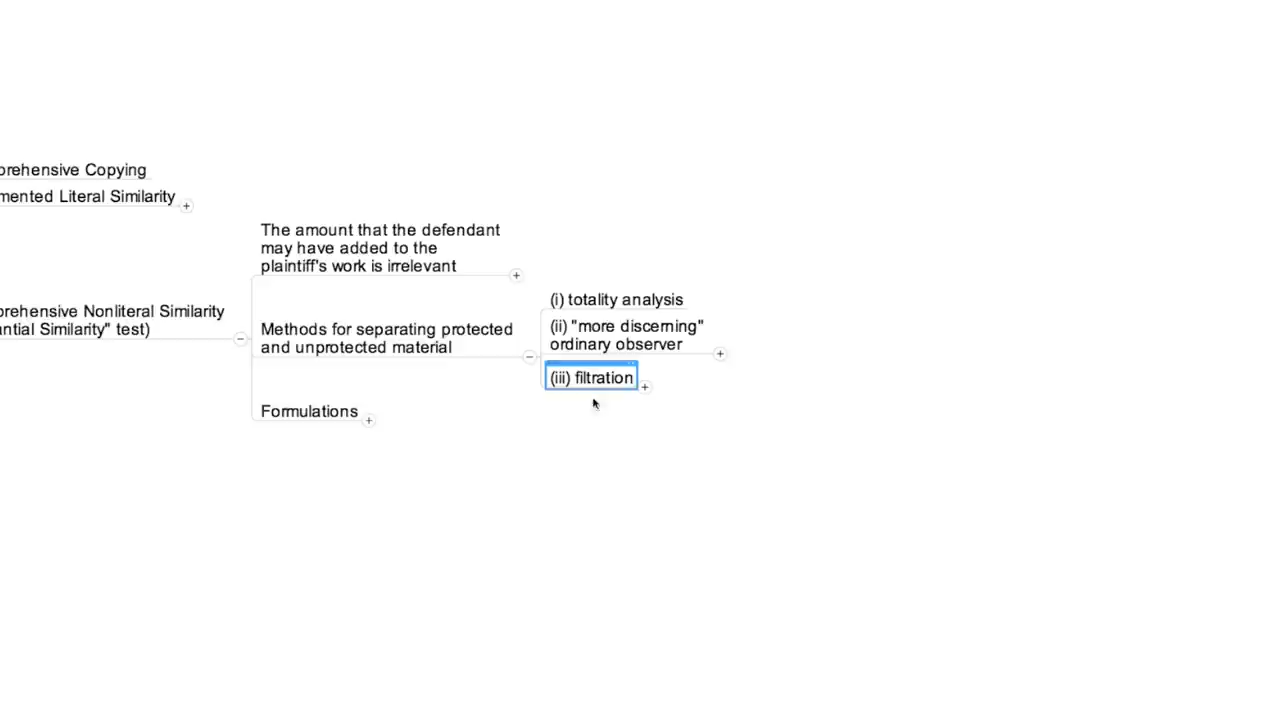 prehensive Copying
mented Literal Similarity
The amount that the defendant
may have added to the
plaintiff's work is irrelevant
(i) totality analysis
prehensive Nonliteral Similarity
antial Similarity" test)
(ii) "more discerning"
ordinary observer
Methods for separating protected
and unprotected material
(iii) filtration
Formulations